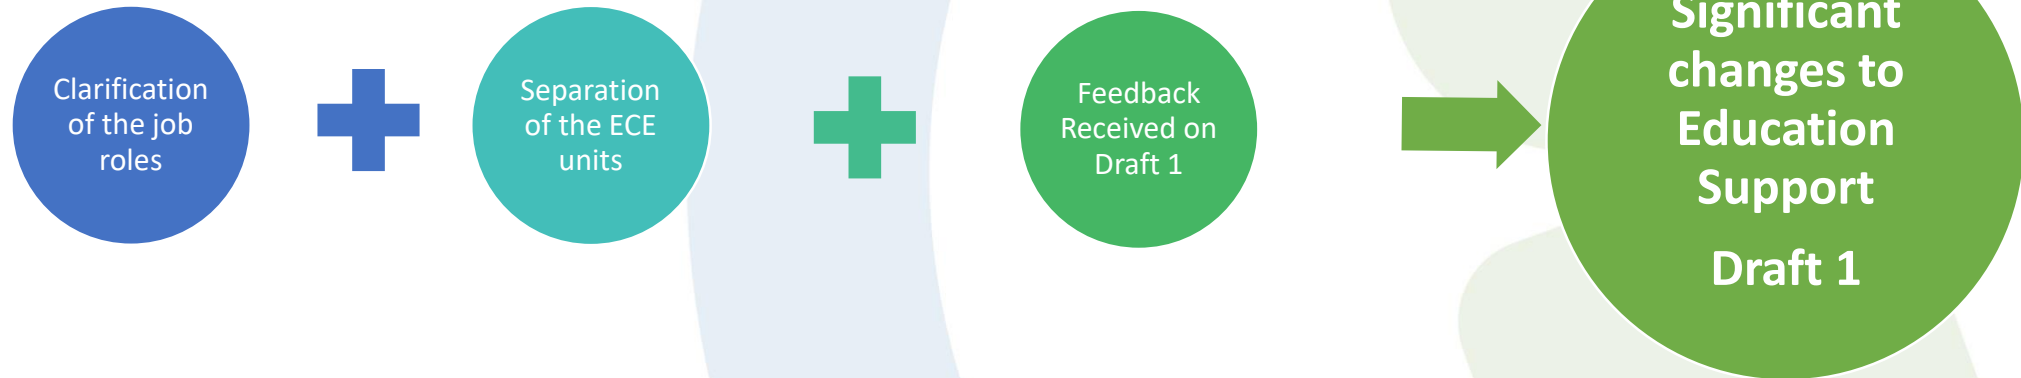 Clarification
of the job
roles
Separation
of the ECE
units
Feedback
Received on
Draft 1
Significant
changes to
Education
Support
Draft 1